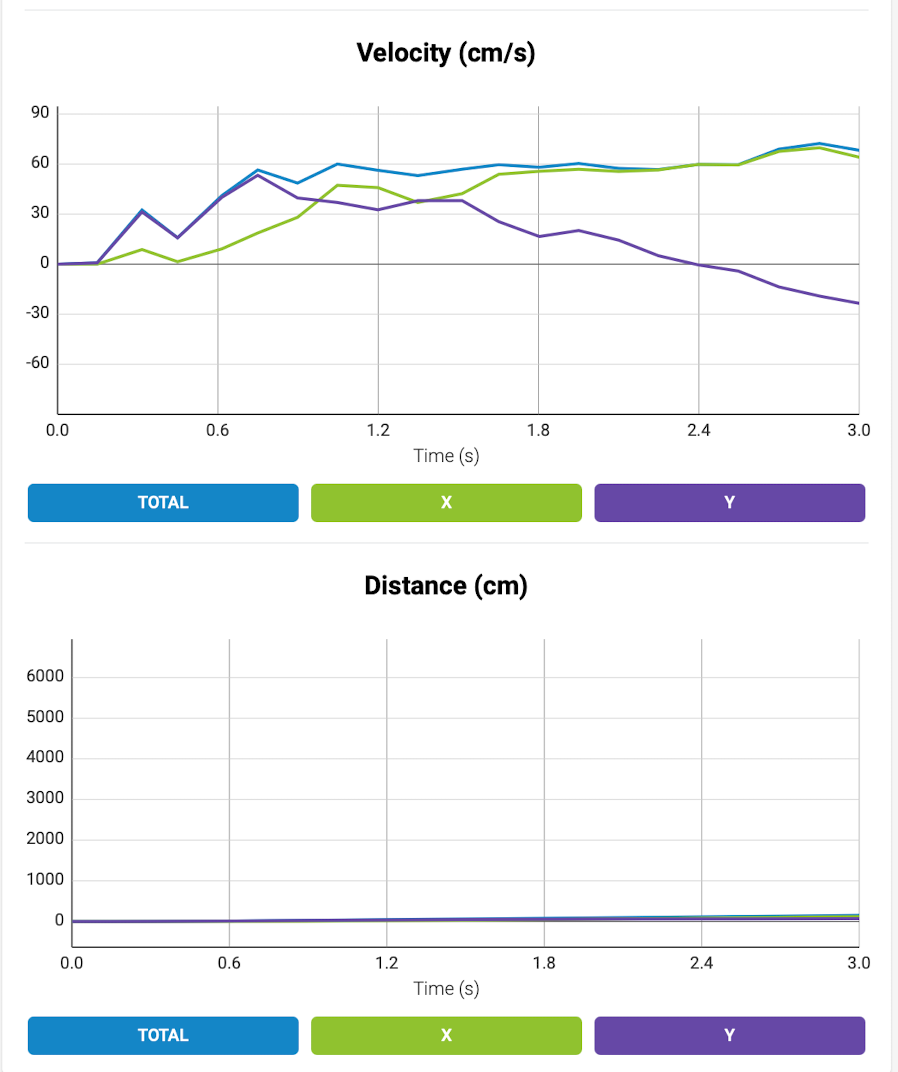 Velocity (cm/s)
90
60
30
0
-30
-60
0.0 0.6 1.2 1.8 2.4 3.0
Time (s)
TOTAL X Y
Distance (cm)
6000
5000
4000
3000
2000
1000
0
0.0 0.6 1.2 1.8 2.4 3.0
Time (s)
TOTAL X Y